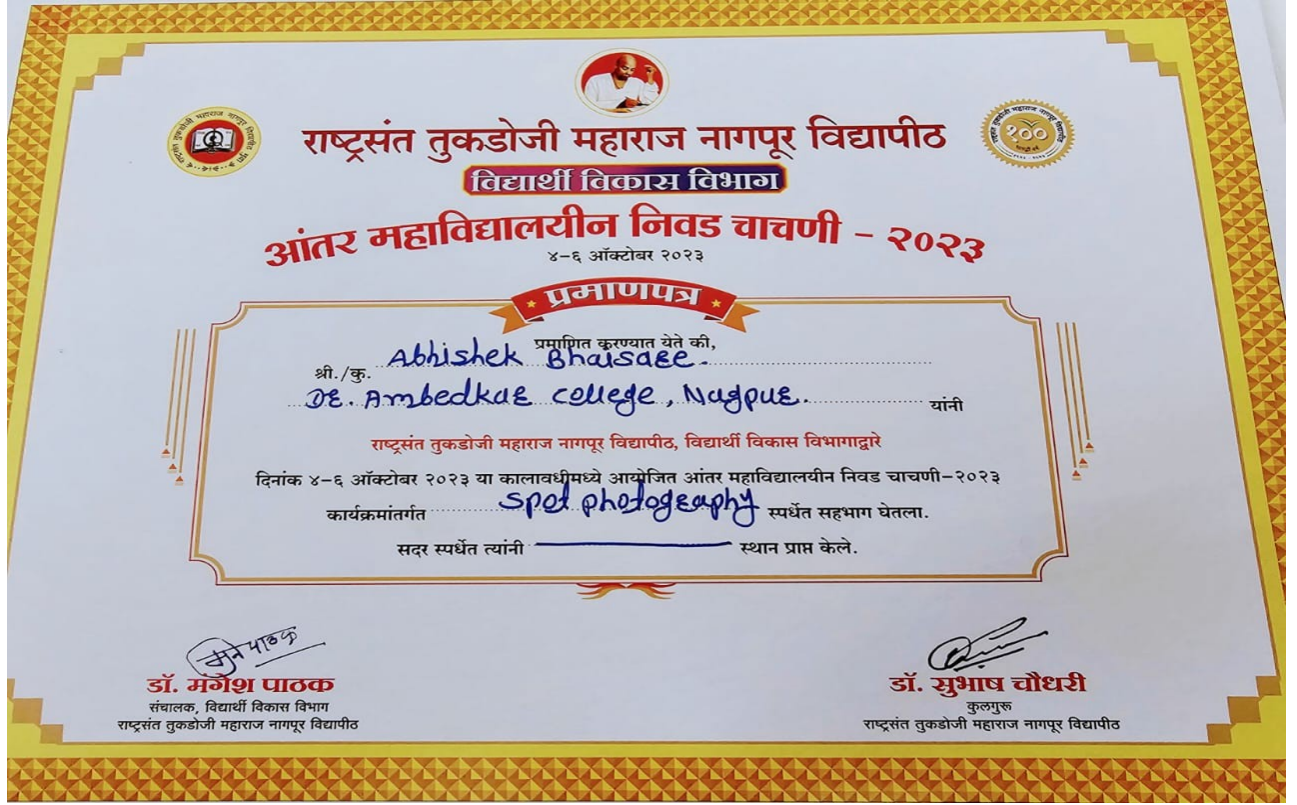 राष्ट्रसंत तुकडोजी महाराज नागपूर विद्यापीठ
१००
विद्यार्थी विकास विभाग
आंतर महाविद्यालयीन निवड चाचणी - २०२३
४-६ ऑक्टोबर २०२३
प्रमाणपत्र
प्रमाणित करण्यात येते की,
श्री./कु. Abhishek Bhaisare.
Dr. Ambedkar College, Nagpur. यांनी
राष्ट्रसंत तुकडोजी महाराज नागपूर विद्यापीठ, विद्यार्थी विकास विभागाद्वारे
दिनांक ४-६ ऑक्टोबर २०२३ या कालावधीमध्ये आयोजित आंतर महाविद्यालयीन निवड चाचणी-२०२३
कार्यक्रमांतर्गत spot photography स्पर्धेत सहभाग घेतला.
सदर स्पर्धेत त्यांनी स्थान प्राप्त केले.
डॉ. मंगेश पाठक
संचालक, विद्यार्थी विकास विभाग
राष्ट्रसंत तुकडोजी महाराज नागपूर विद्यापीठ
डॉ. सुभाष चौधरी
कुलगुरू
राष्ट्रसंत तुकडोजी महाराज नागपूर विद्यापीठ